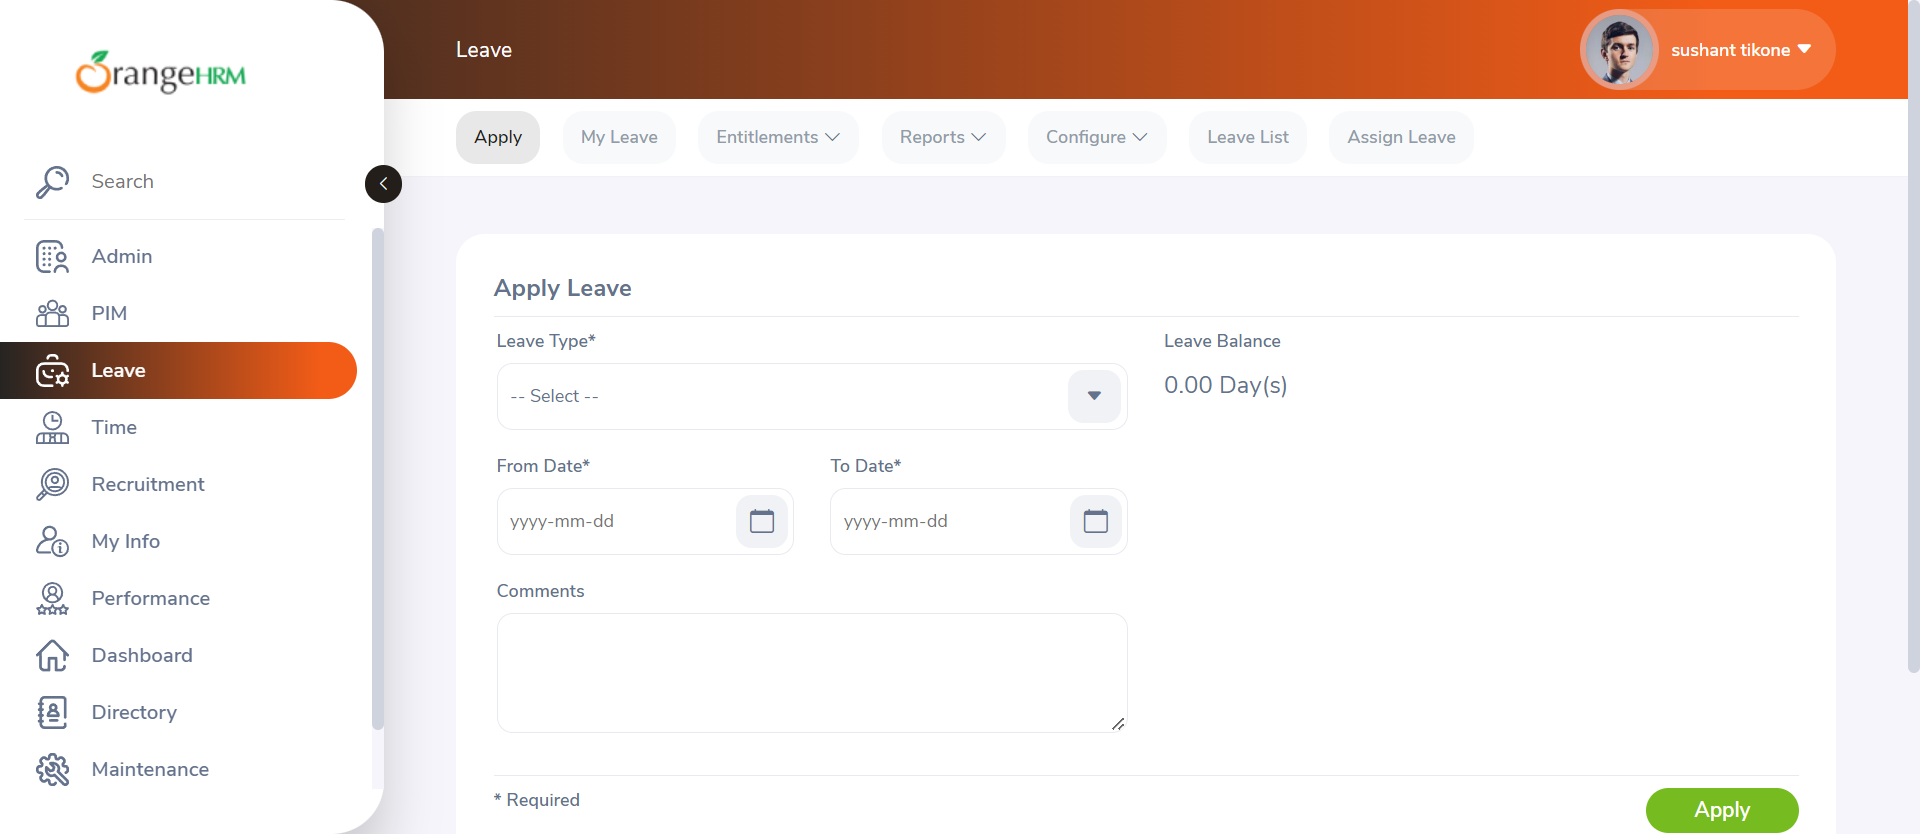 OrangeHRM
Search
Admin
PIM
Leave
Time
Recruitment
My Info
Performance
Dashboard
Directory
Maintenance
Leave
sushant tikone
Apply
My Leave
Entitlements
Reports
Configure
Leave List
Assign Leave
Apply Leave
Leave Type*
-- Select --
Leave Balance
0.00 Day(s)
From Date*
yyyy-mm-dd
To Date*
yyyy-mm-dd
Comments
* Required
Apply